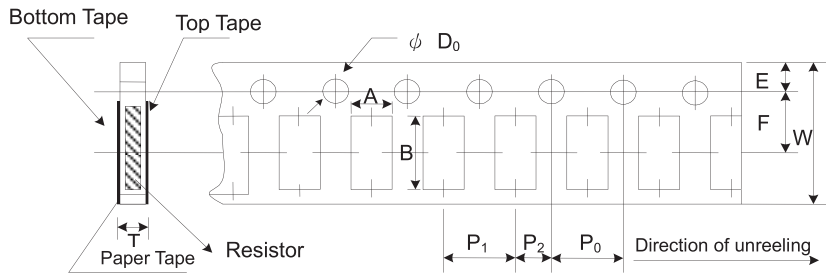 Bottom Tape
Top Tape
ϕ D₀
A
E
F
B
W
T
P₁
P₂
P₀
Direction of unreeling
Resistor
Paper Tape